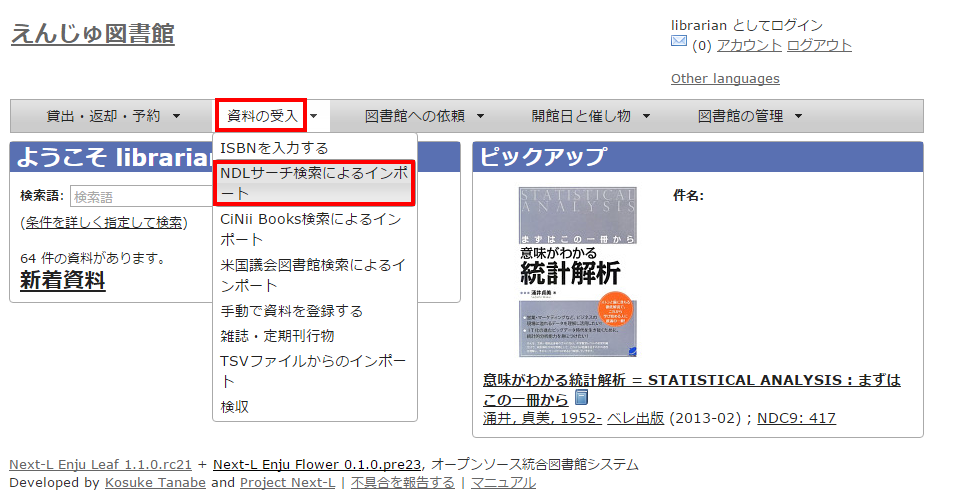 えんじゅ図書館
librarian としてログイン
(0) アカウント ログアウト
Other languages
貸出・返却・予約
資料の受入
図書館への依頼
開館日と催し物
図書館の管理
ISBNを入力する
NDLサーチ検索によるインポ
ート
CiNii Books検索によるイン
ポート
米国議会図書館検索によるイ
ンポート
手動で資料を登録する
雑誌・定期刊行物
TSVファイルからのインポー
ト
検収
ようこそ librarian
検索語: 検索語
(条件を詳しく指定して検索)
64 件の資料があります。
新着資料
ピックアップ
件名:
STATISTICAL
ANALYSIS
まずはこの一冊から
意味がわかる
統計解析
涌井貞美
意味がわかる統計解析 = STATISTICAL ANALYSIS : まずは
この一冊から
涌井, 貞美, 1952- ベレ出版 (2013-02) ; NDC9: 417
Next-L Enju Leaf 1.1.0.rc21 + Next-L Enju Flower 0.1.0.pre23, オープンソース統合図書館システム
Developed by Kosuke Tanabe and Project Next-L | 不具合を報告する | マニュアル